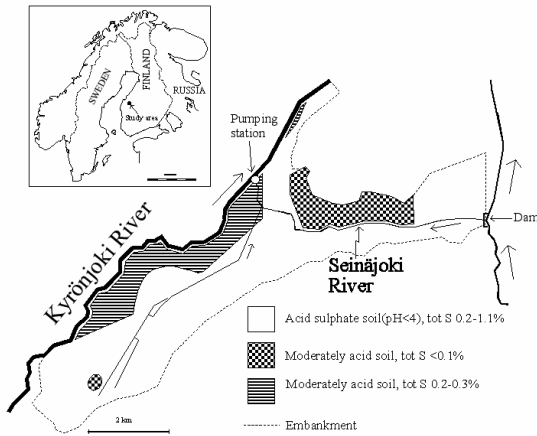 SWEDEN
FINLAND
RUSSIA
Study area
Pumping
station
Kyrönjoki River
Dam
Seinäjoki
River
Acid sulphate soil(pH<4), tot S 0.2-1.1%
Moderately acid soil, tot S <0.1%
Moderately acid soil, tot S 0.2-0.3%
2 km
Embankment